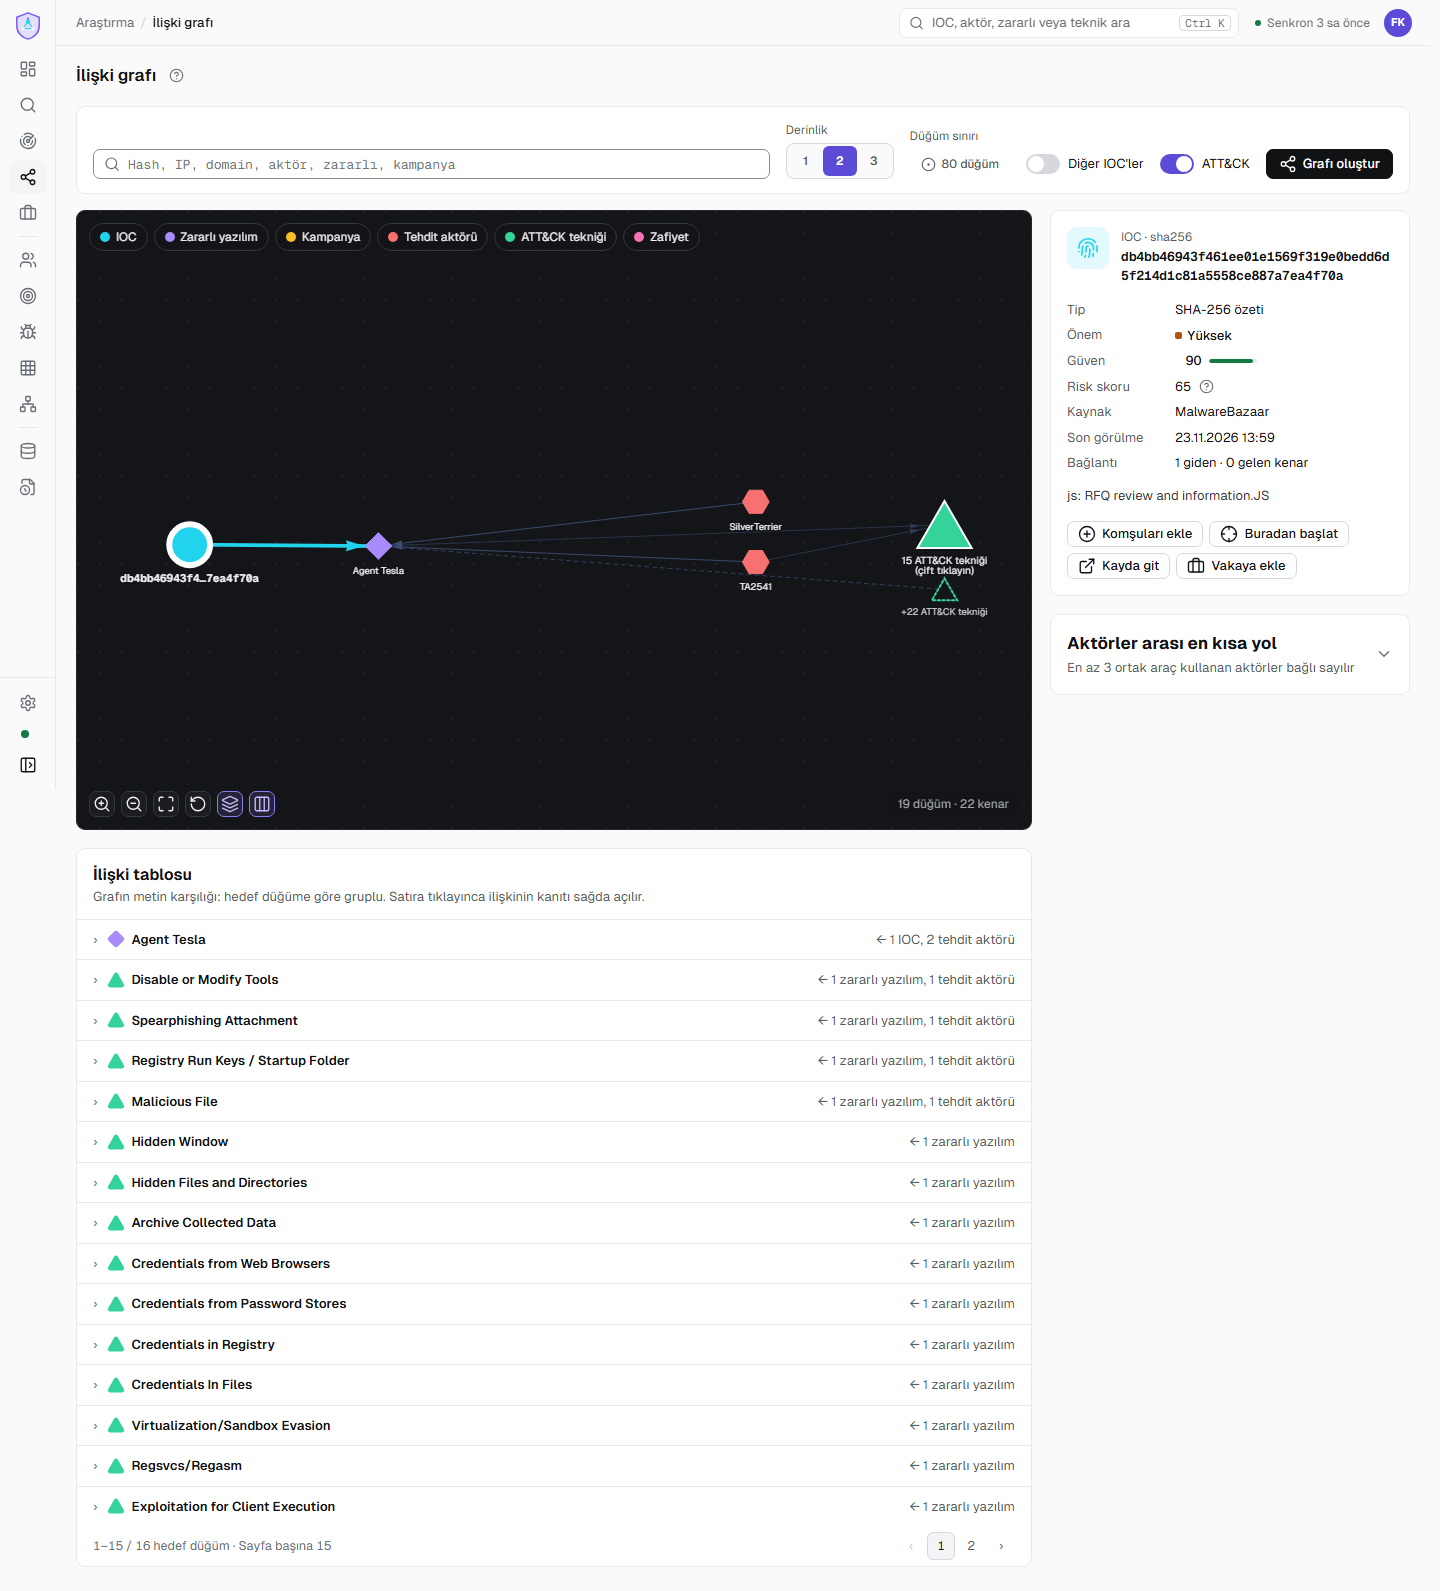 Araştırma / İlişki grafı
IOC, aktör, zararlı veya teknik ara
Ctrl K
Senkron 3 sa önce
FK
İlişki grafı
Hash, IP, domain, aktör, zararlı, kampanya
Derinlik
1 2 3
Düğüm sınırı
80 düğüm
Diğer IOC'ler
ATT&CK
Grafı oluştur
IOC
Zararlı yazılım
Kampanya
Tehdit aktörü
ATT&CK tekniği
Zafiyet
db4bb46943f4…7ea4f70a
Agent Tesla
SilverTerrier
TA2541
15 ATT&CK tekniği
(çift tıklayın)
+22 ATT&CK tekniği
19 düğüm · 22 kenar
IOC · sha256
db4bb46943f461ee01e1569f319e0bedd6d
5f214d1c81a5558ce887a7ea4f70a
Tip SHA-256 özeti
Önem Yüksek
Güven 90
Risk skoru 65
Kaynak MalwareBazaar
Son görülme 23.11.2026 13:59
Bağlantı 1 giden · 0 gelen kenar
js: RFQ review and information.JS
Komşuları ekle
Buradan başlat
Kayda git
Vakaya ekle
Aktörler arası en kısa yol
En az 3 ortak araç kullanan aktörler bağlı sayılır
İlişki tablosu
Grafın metin karşılığı: hedef düğüme göre gruplu. Satıra tıklayınca ilişkinin kanıtı sağda açılır.
› Agent Tesla ← 1 IOC, 2 tehdit aktörü
› Disable or Modify Tools ← 1 zararlı yazılım, 1 tehdit aktörü
› Spearphishing Attachment ← 1 zararlı yazılım, 1 tehdit aktörü
› Registry Run Keys / Startup Folder ← 1 zararlı yazılım, 1 tehdit aktörü
› Malicious File ← 1 zararlı yazılım, 1 tehdit aktörü
› Hidden Window ← 1 zararlı yazılım
› Hidden Files and Directories ← 1 zararlı yazılım
› Archive Collected Data ← 1 zararlı yazılım
› Credentials from Web Browsers ← 1 zararlı yazılım
› Credentials from Password Stores ← 1 zararlı yazılım
› Credentials in Registry ← 1 zararlı yazılım
› Credentials In Files ← 1 zararlı yazılım
› Virtualization/Sandbox Evasion ← 1 zararlı yazılım
› Regsvcs/Regasm ← 1 zararlı yazılım
› Exploitation for Client Execution ← 1 zararlı yazılım
1–15 / 16 hedef düğüm · Sayfa başına 15
‹ 1 2 ›